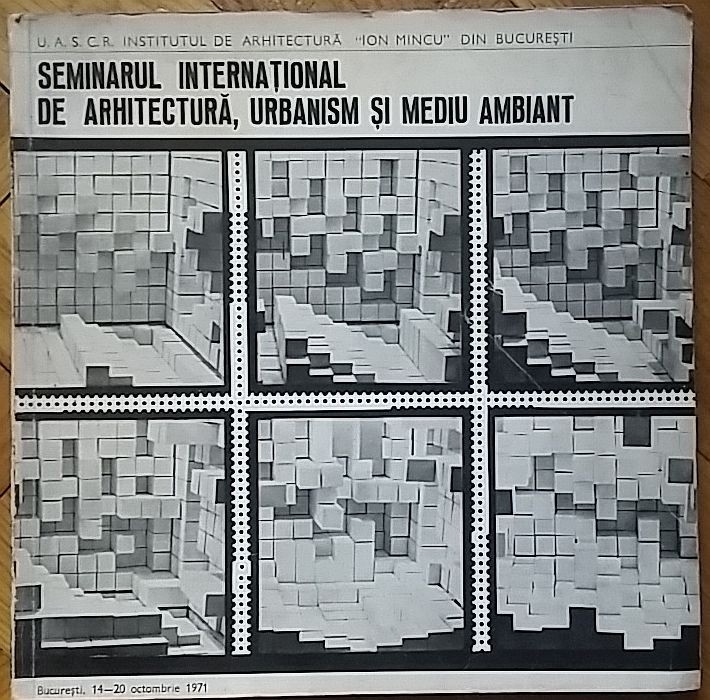 U. A. S. C. R. INSTITUTUL DE ARHITECTURĂ "ION MINCU" DIN BUCUREȘTI
SEMINARUL INTERNAȚIONAL
DE ARHITECTURĂ, URBANISM ȘI MEDIU AMBIANT
București, 14—20 octombrie 1971